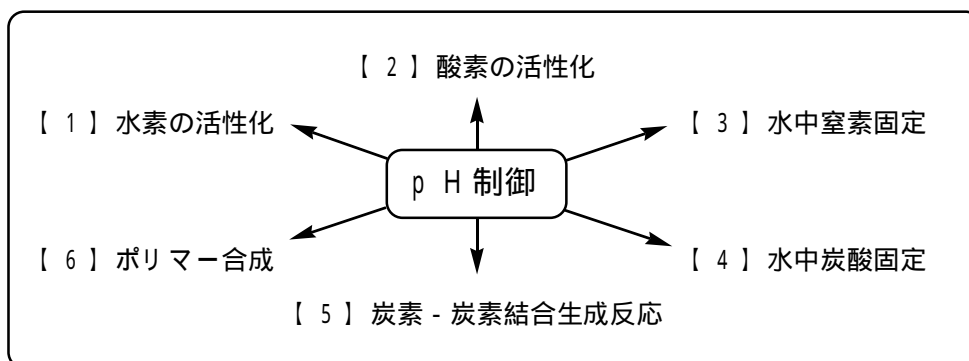 【 2 】酸素の活性化
【 1 】水素の活性化
【 3 】水中窒素固定
p H 制御
【 6 】ポリマー合成
【 4 】水中炭酸固定
【 5 】炭素 - 炭素結合生成反応